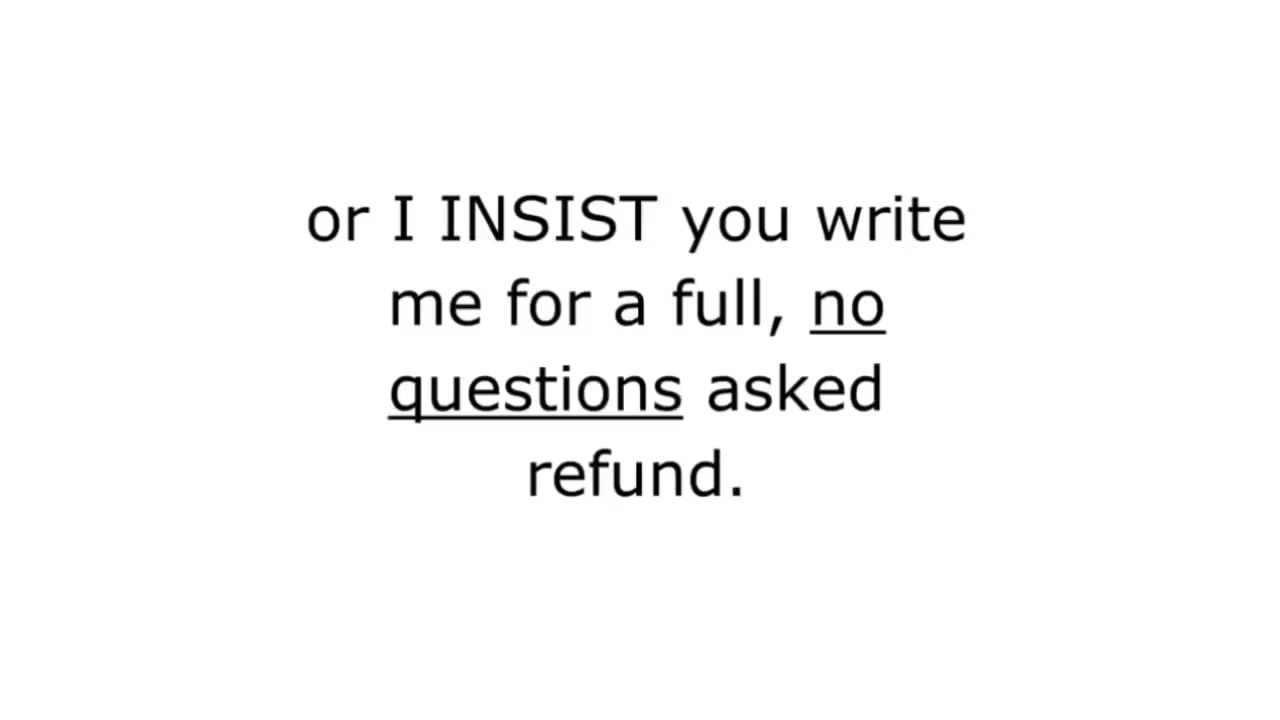 or I INSIST you write
me for a full, no
questions asked
refund.